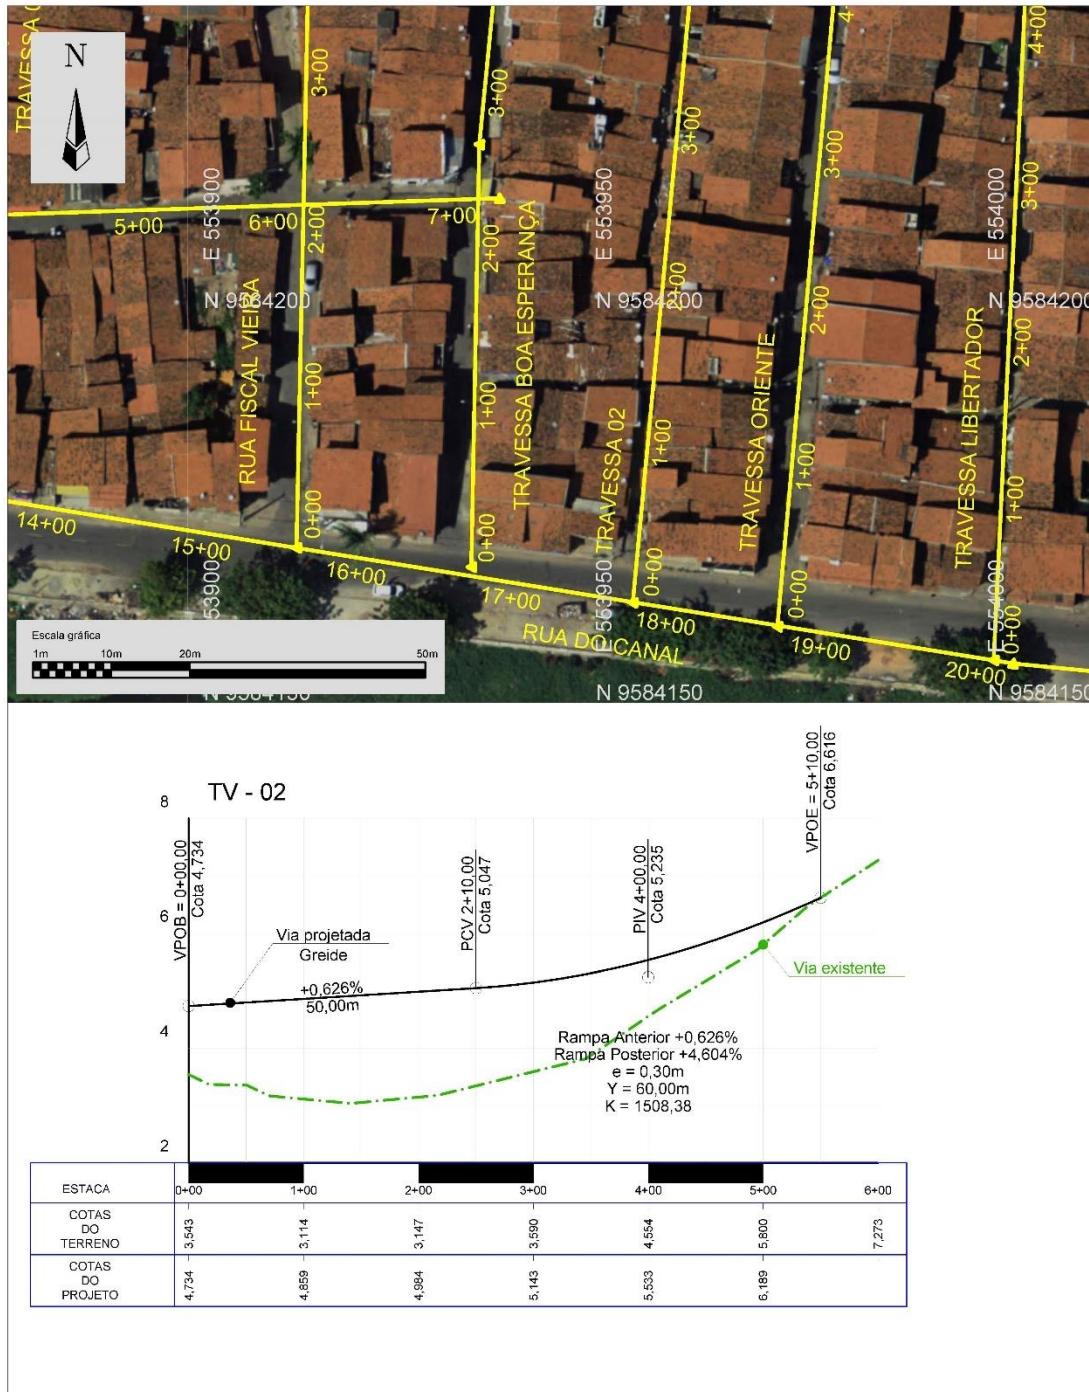 TRAVESSA 0
N
3+00
3+00
3+00
3+00
4+00
3+00
E 553900
E 553950
E 554000
5+00
6+00
7+00
2+00
2+00
2+00
2+00
2+00
N 9584200
N 9584200
N 9584200
RUA FISCAL VIEIRA
TRAVESSA BOA ESPERANÇA
TRAVESSA 02
TRAVESSA ORIENTE
TRAVESSA LIBERTADOR
1+00
1+00
1+00
1+00
1+00
14+00
15+00
16+00
17+00
18+00
19+00
20+00
0+00
0+00
0+00
0+00
0+00
E 553950
E 554000
RUA DO CANAL
Escala gráfica
1m 10m 20m 50m
N 9584150
N 9584150
N 9584150
TV - 02
8
6
4
2
VPOB = 0+00,00
Cota 4,734
Via projetada
Greide
+0,626%
50,00m
PCV 2+10,00
Cota 5,047
PIV 4+00,00
Cota 5,235
VPOE = 5+10,00
Cota 6,616
Via existente
Rampa Anterior +0,626%
Rampa Posterior +4,604%
e = 0,30m
Y = 60,00m
K = 1508,38
ESTACA 0+00 1+00 2+00 3+00 4+00 5+00 6+00
COTAS
DO
TERRENO
3,543 3,114 3,147 3,590 4,554 5,800 7,273
COTAS
DO
PROJETO
4,734 4,859 4,984 5,143 5,533 6,189